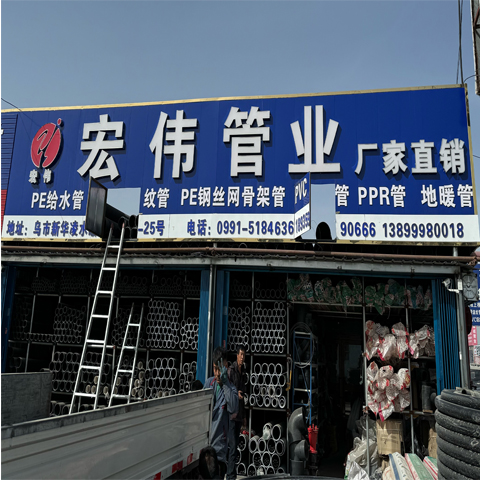 宏伟管业 厂家直销
宏伟
PE给水管 纹管 PE钢丝网骨架管 PVC 管 PPR管 地暖管
地址：乌市新华凌水 -25号 电话：0991-5184636 90666 13899980018